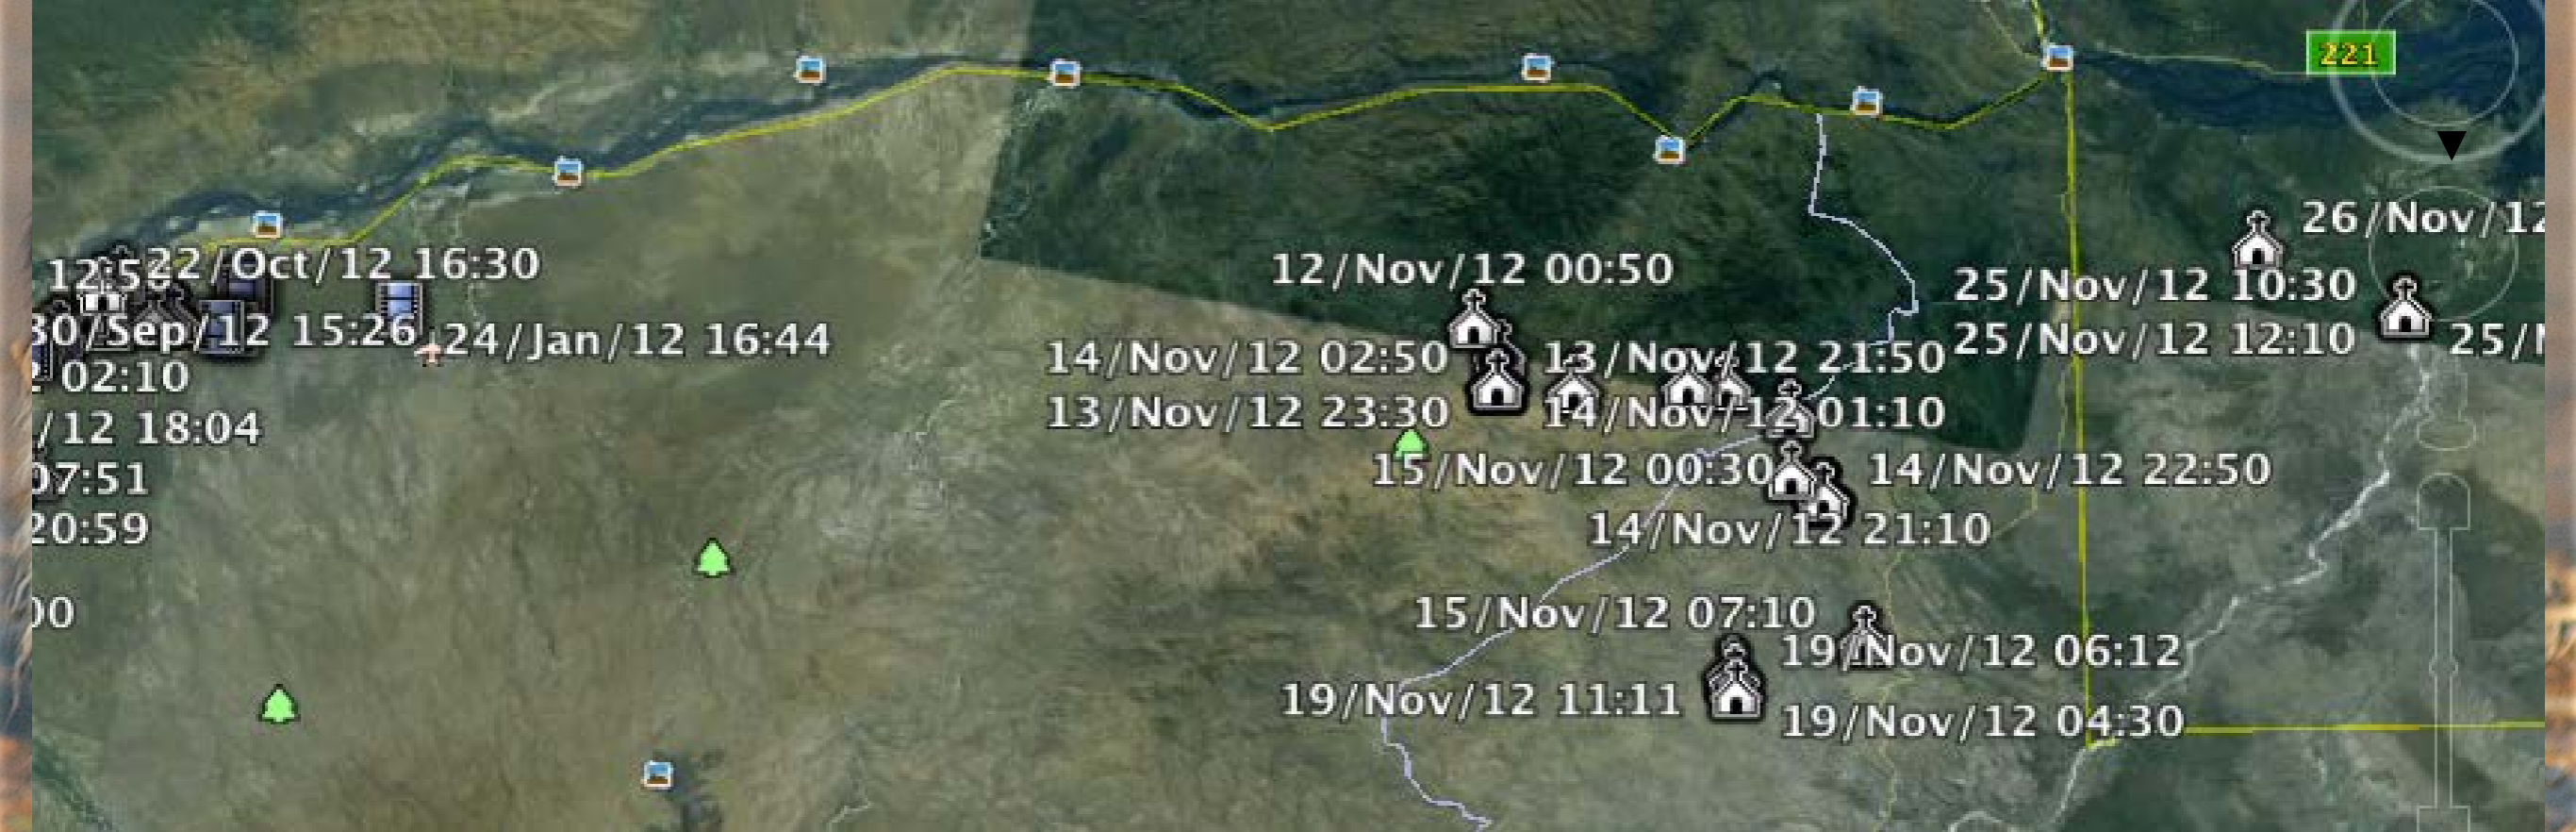 221
26/Nov/12
12:5
22/Oct/12 16:30
12/Nov/12 00:50
25/Nov/12 10:30
30/Sep/12 15:26
24/Jan/12 16:44
14/Nov/12 02:50
13/Nov/12 21:50
25/Nov/12 12:10
25/
02:10
13/Nov/12 23:30
14/Nov/12 01:10
/12 18:04
15/Nov/12 00:30
14/Nov/12 22:50
07:51
20:59
14/Nov/12 21:10
00
15/Nov/12 07:10
19/Nov/12 06:12
19/Nov/12 11:11
19/Nov/12 04:30